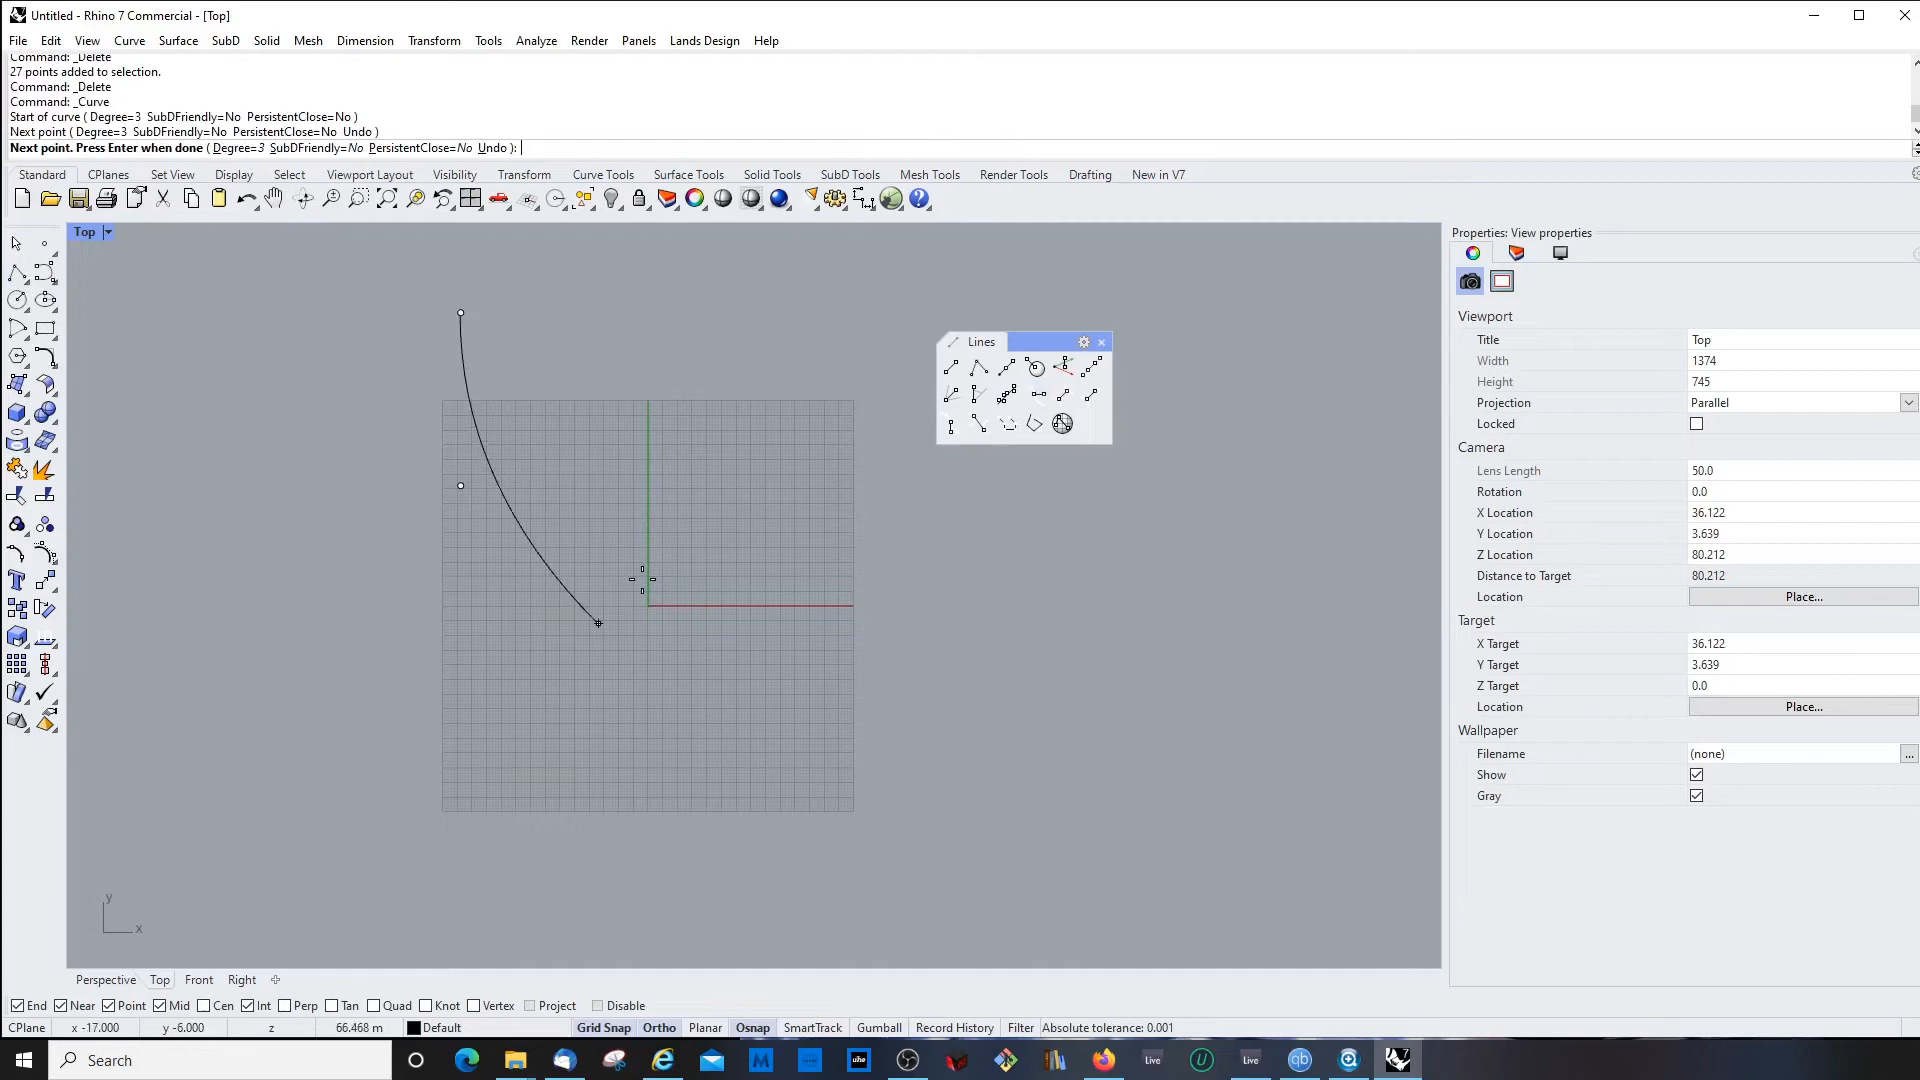 Untitled - Rhino 7 Commercial - [Top]
File Edit View Curve Surface SubD Solid Mesh Dimension Transform Tools Analyze Render Panels Lands Design Help
Command: _Delete
27 points added to selection.
Command: _Delete
Command: _Curve
Start of curve ( Degree=3 SubDFriendly=No PersistentClose=No )
Next point ( Degree=3 SubDFriendly=No PersistentClose=No Undo )
Next point. Press Enter when done ( Degree=3 SubDFriendly=No PersistentClose=No Undo ):
Standard CPlanes Set View Display Select Viewport Layout Visibility Transform Curve Tools Surface Tools Solid Tools SubD Tools Mesh Tools Render Tools Drafting New in V7
Top
Lines
Properties: View properties
Viewport
Title Top
Width 1374
Height 745
Projection Parallel
Locked
Camera
Lens Length 50.0
Rotation 0.0
X Location 36.122
Y Location 3.639
Z Location 80.212
Distance to Target 80.212
Location Place...
Target
X Target 36.122
Y Target 3.639
Z Target 0.0
Location Place...
Wallpaper
Filename (none) ...
Show
Gray
y
x
Perspective Top Front Right
End Near Point Mid Cen Int Perp Tan Quad Knot Vertex Project Disable
CPlane x -17.000 y -6.000 z 66.468 m Default Grid Snap Ortho Planar Osnap SmartTrack Gumball Record History Filter Absolute tolerance: 0.001
Search uhe Live Live qb